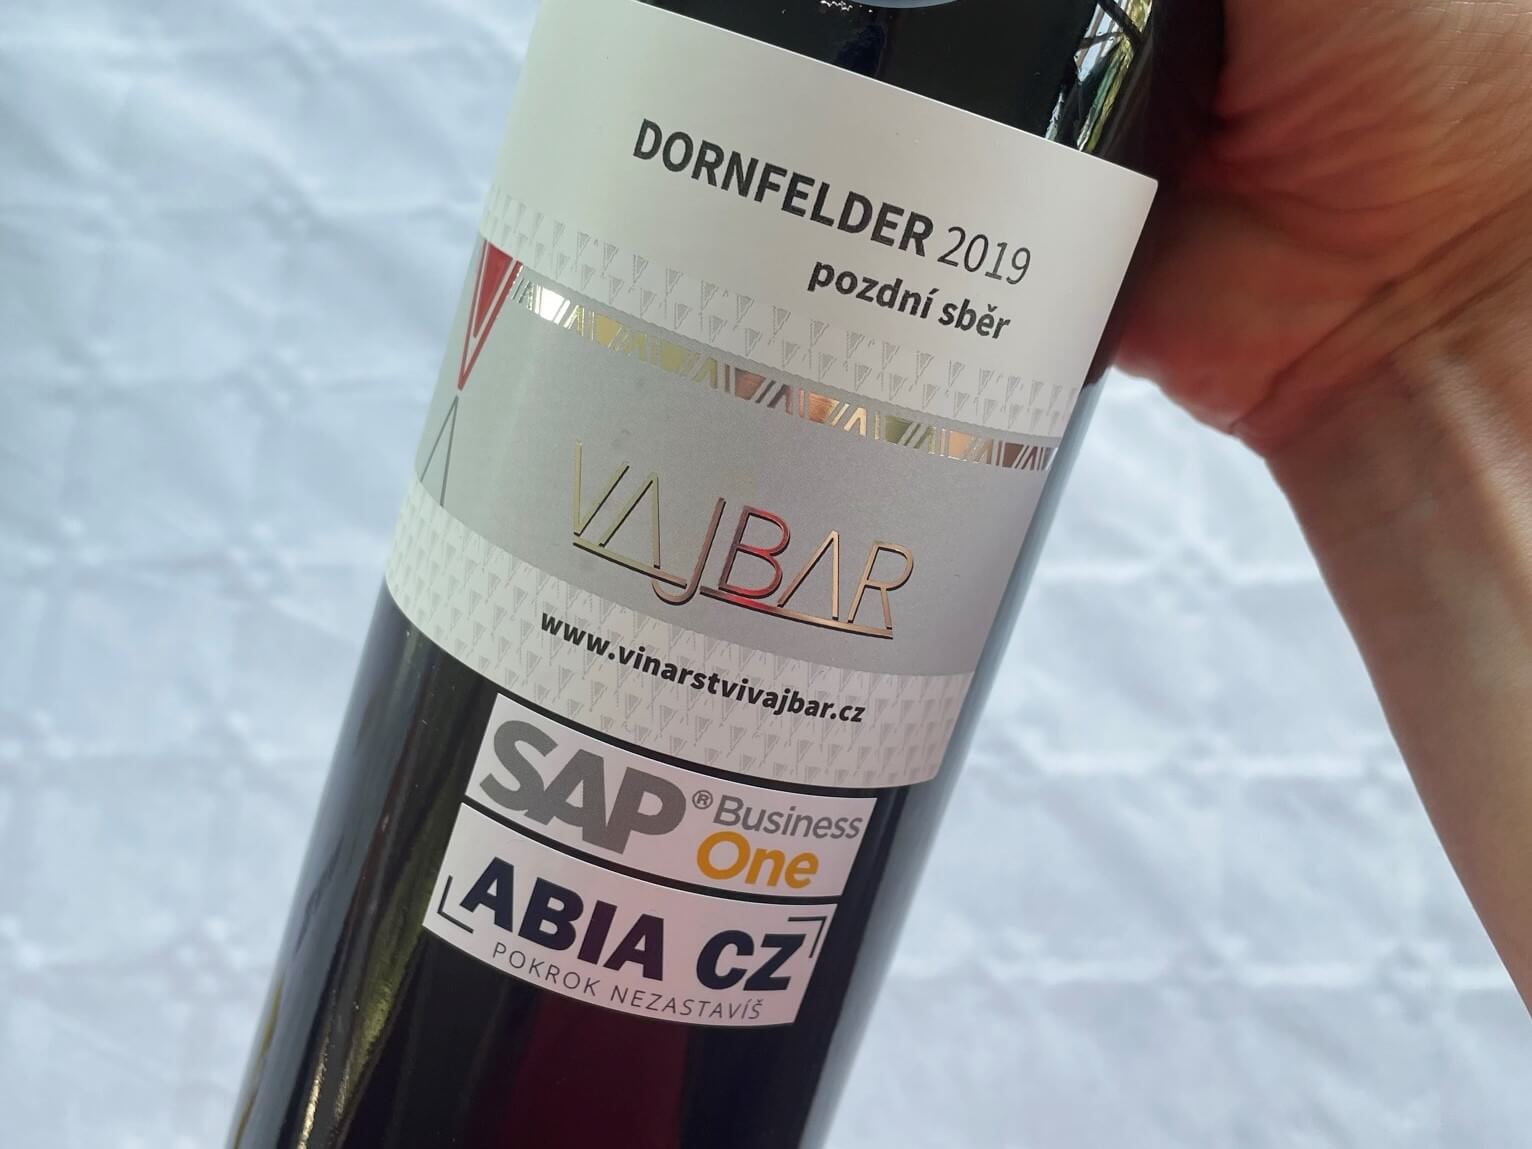 DORNFELDER 2019
pozdní sběr
VAJBAR
www.vinarstvivajbar.cz
SAP® Business
One
ABIA CZ
POKROK NEZASTAVÍŠ